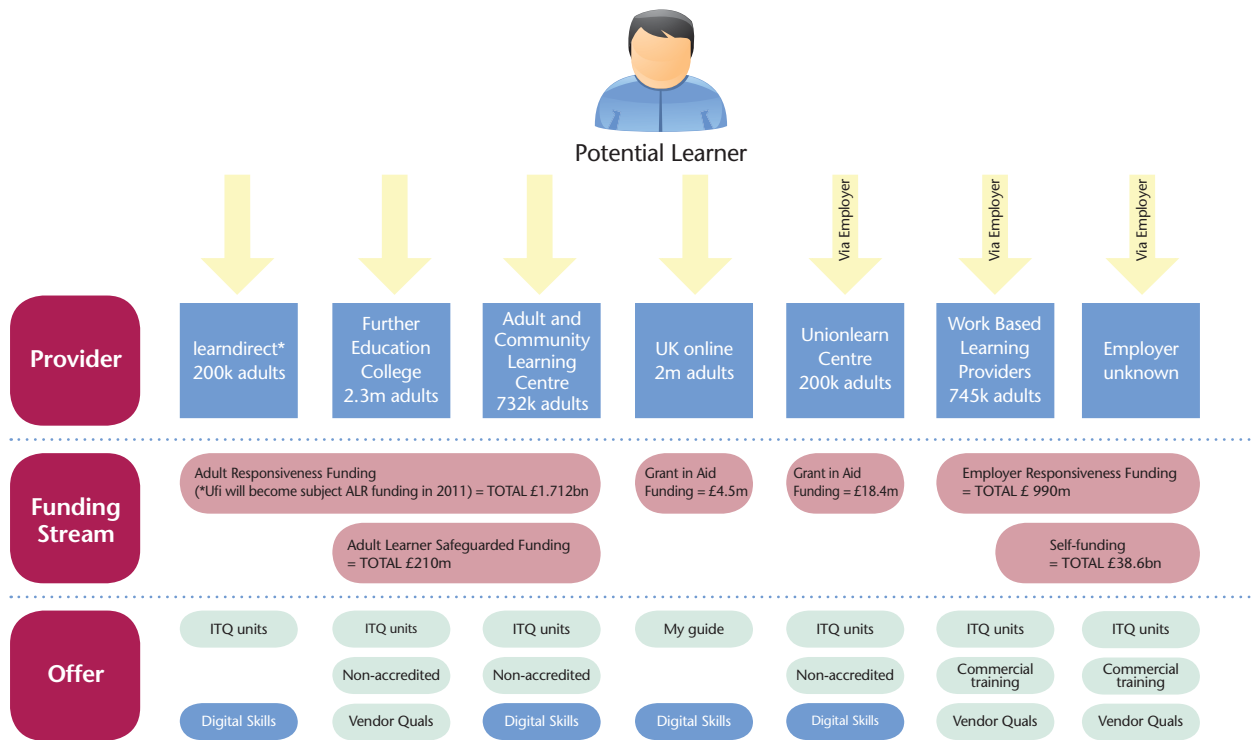 Potential Learner
Via Employer
Via Employer
Via Employer
Provider
learndirect*
200k adults
Further
Education
College
2.3m adults
Adult and
Community
Learning
Centre
732k adults
UK online
2m adults
Unionlearn
Centre
200k adults
Work Based
Learning
Providers
745k adults
Employer
unknown
Funding
Stream
Adult Responsiveness Funding
(*Ufi will become subject ALR funding in 2011) = TOTAL £1.712bn
Grant in Aid
Funding = £4.5m
Grant in Aid
Funding = £18.4m
Employer Responsiveness Funding
= TOTAL £ 990m
Adult Learner Safeguarded Funding
= TOTAL £210m
Self-funding
= TOTAL £38.6bn
Offer
ITQ units
ITQ units
ITQ units
My guide
ITQ units
ITQ units
ITQ units
Non-accredited
Non-accredited
Non-accredited
Commercial
training
Commercial
training
Digital Skills
Vendor Quals
Digital Skills
Digital Skills
Digital Skills
Vendor Quals
Vendor Quals